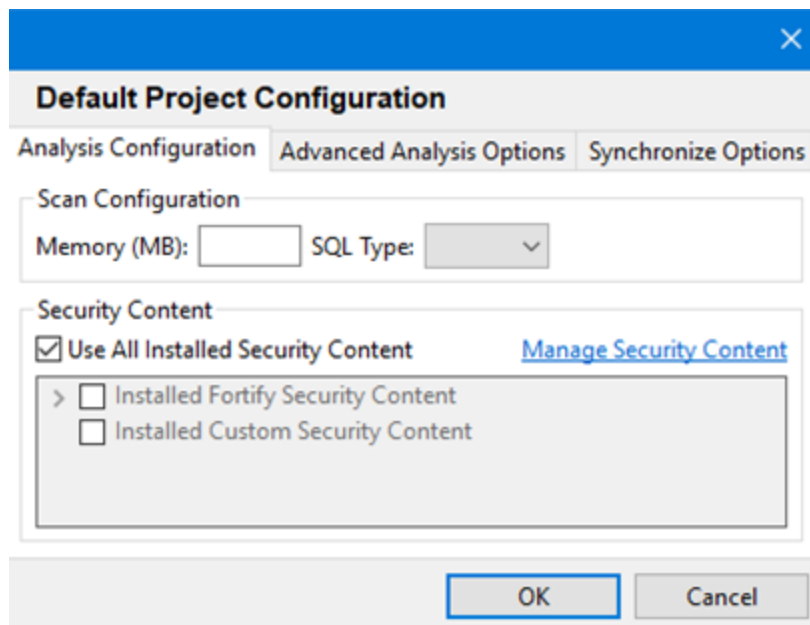 Default Project Configuration
Analysis Configuration Advanced Analysis Options Synchronize Options
Scan Configuration
Memory (MB): SQL Type:
Security Content
Use All Installed Security Content Manage Security Content
Installed Fortify Security Content
Installed Custom Security Content
OK Cancel